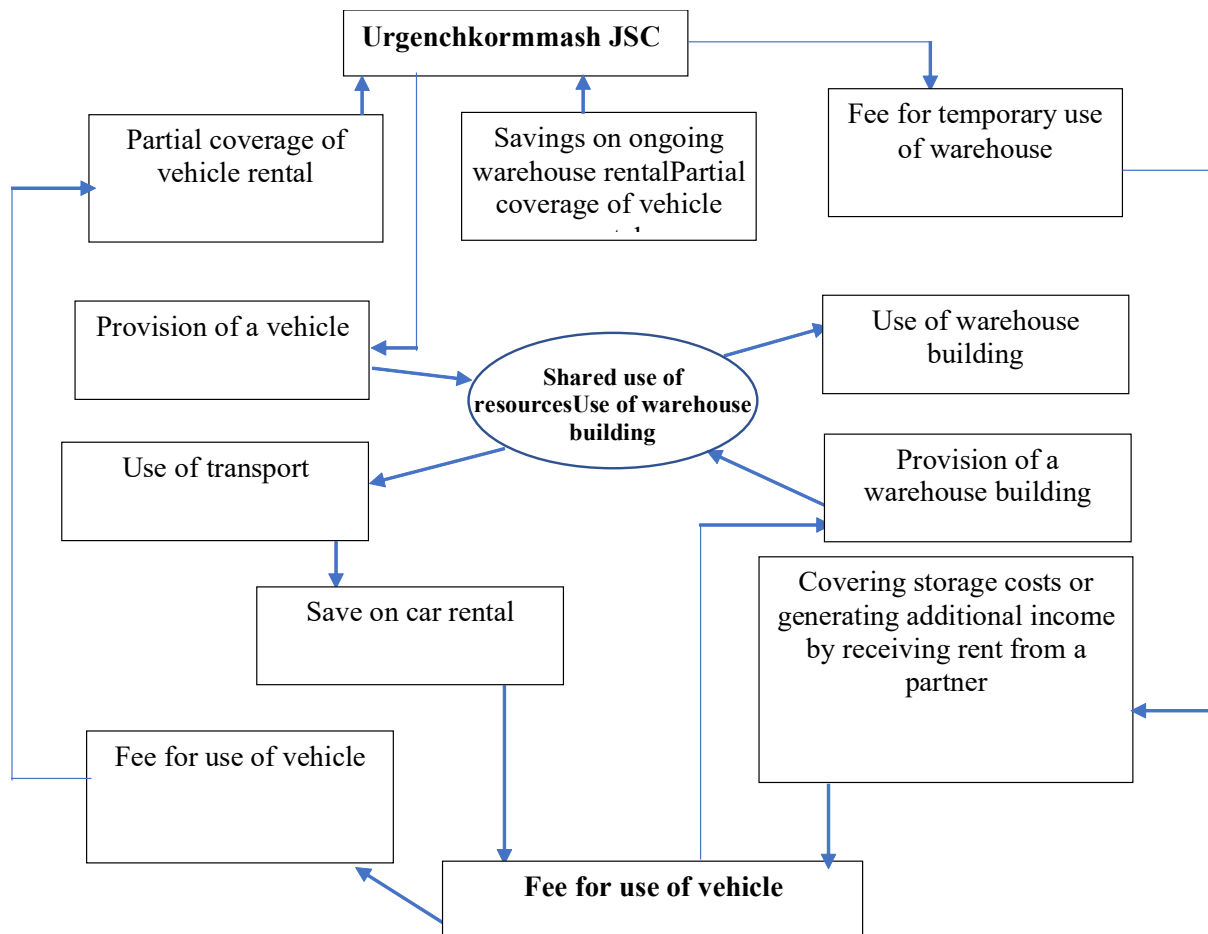 Urgenchkormmash JSC
Partial coverage of
vehicle rental
Savings on ongoing
warehouse rentalPartial
coverage of vehicle
Fee for temporary use
of warehouse
Provision of a vehicle
Use of warehouse
building
Shared use of
resourcesUse of warehouse
building
Use of transport
Provision of a
warehouse building
Save on car rental
Covering storage costs or
generating additional income
by receiving rent from a
partner
Fee for use of vehicle
Fee for use of vehicle